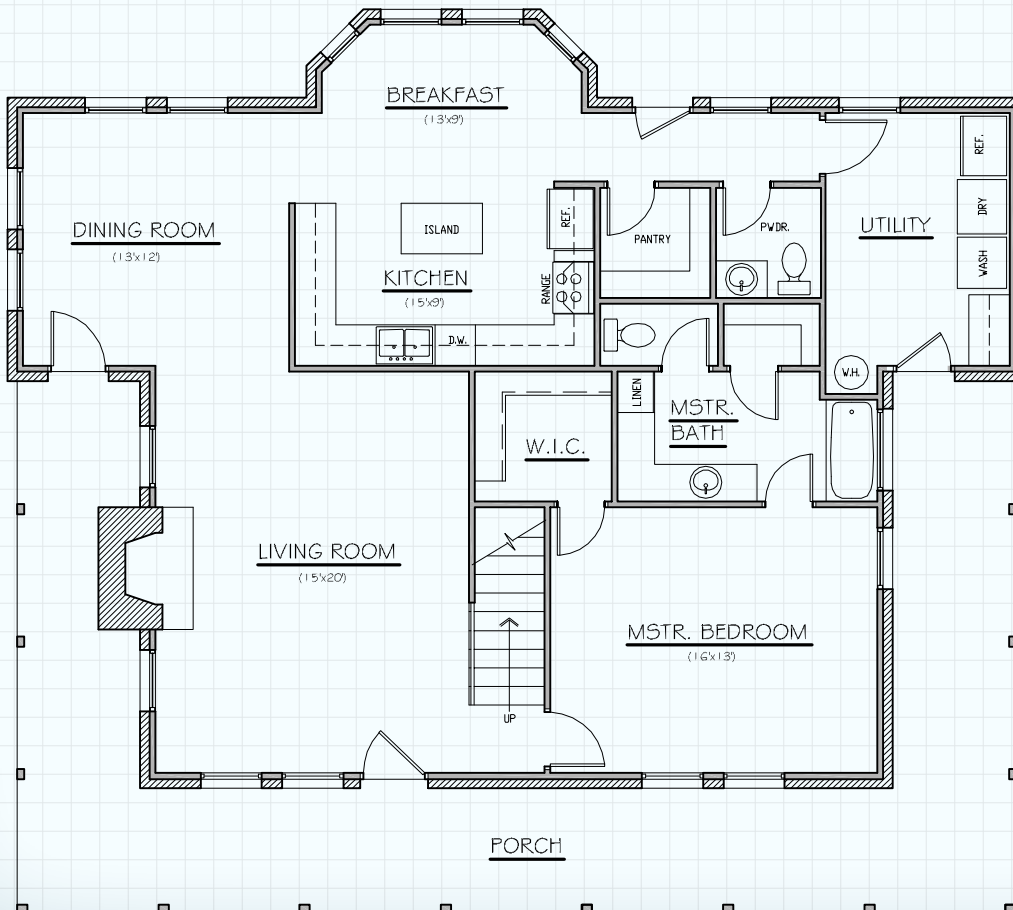 BREAKFAST
(13'x9')
REF.
DINING ROOM
(13'x12')
ISLAND
REF.
PANTRY
PWDR.
UTILITY
DRY
KITCHEN
(15'x9')
RANGE
WASH
D.W.
W.H.
LINEN
MSTR.
BATH
W.I.C.
LIVING ROOM
(15'x20')
MSTR. BEDROOM
(16'x13')
UP
PORCH